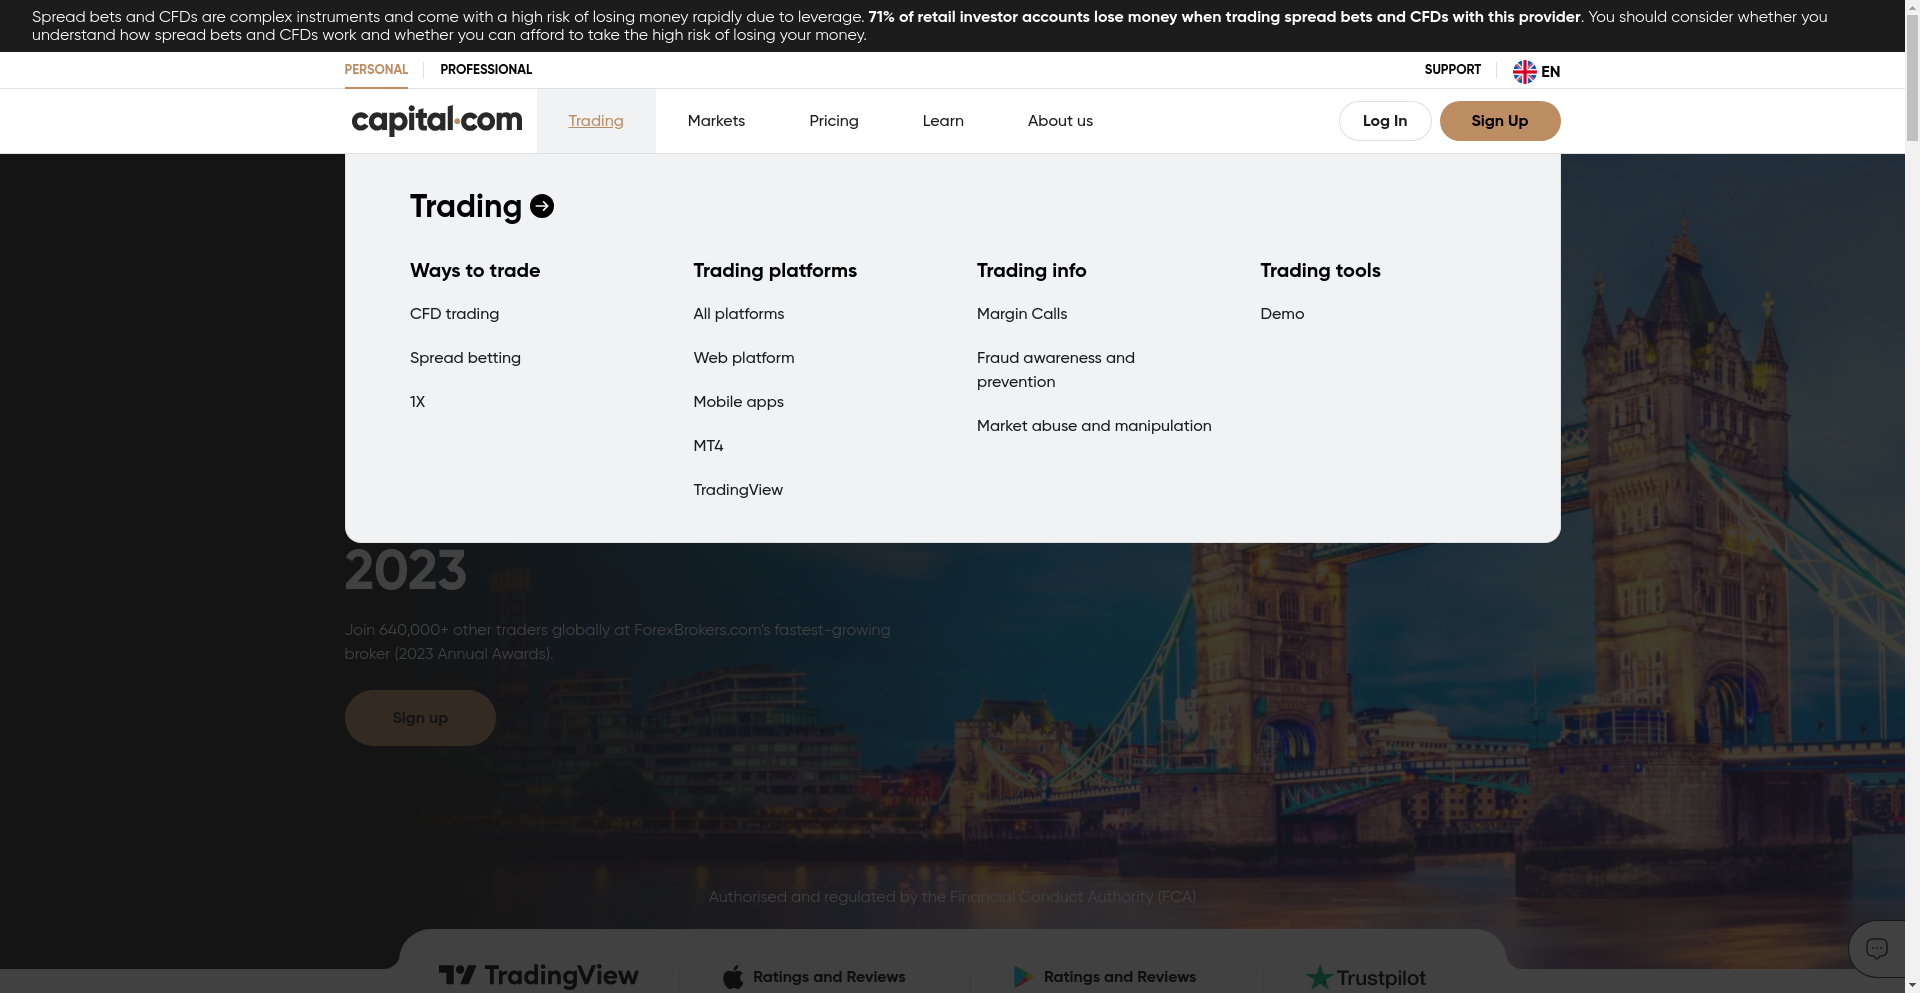 Spread bets and CFDs are complex instruments and come with a high risk of losing money rapidly due to leverage. 71% of retail investor accounts lose money when trading spread bets and CFDs with this provider. You should consider whether you
understand how spread bets and CFDs work and whether you can afford to take the high risk of losing your money.
PERSONAL
PROFESSIONAL
SUPPORT
EN
capital.com
Trading
Markets
Pricing
Learn
About us
Log In
Sign Up
Trading
Ways to trade
CFD trading
Spread betting
1X
Trading platforms
All platforms
Web platform
Mobile apps
MT4
TradingView
Trading info
Margin Calls
Fraud awareness and
prevention
Market abuse and manipulation
Trading tools
Demo
2023
Join 640,000+ other traders globally at ForexBrokers.com's fastest-growing
broker (2023 Annual Awards).
Sign up
Authorised and regulated by the Financial Conduct Authority (FCA)
TradingView
Ratings and Reviews
Ratings and Reviews
Trustpilot